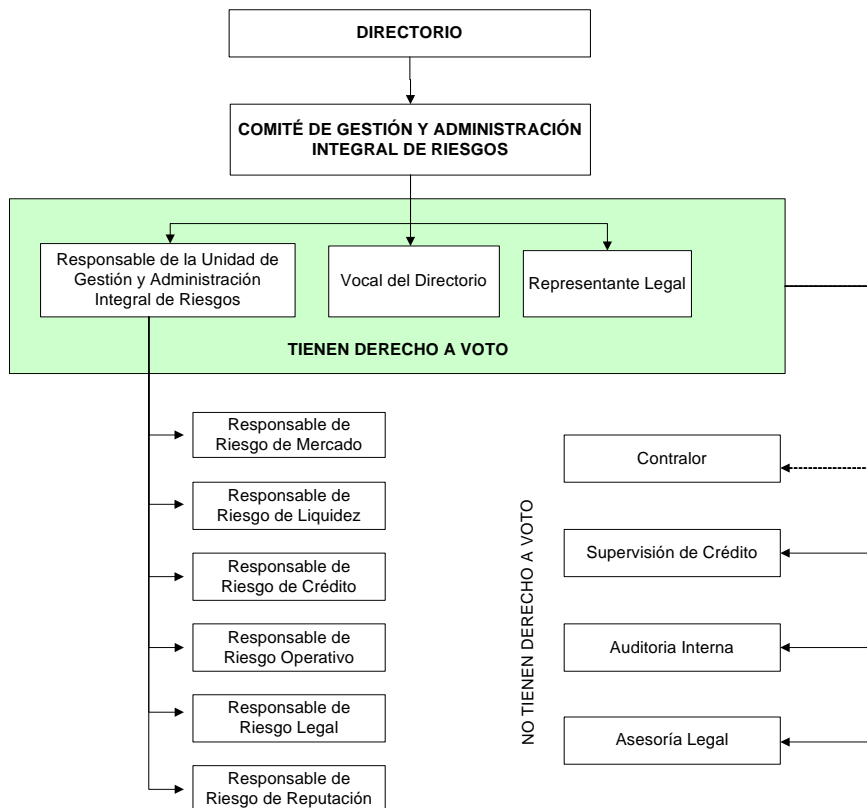 DIRECTORIO
COMITÉ DE GESTIÓN Y ADMINISTRACIÓN
INTEGRAL DE RIESGOS
Responsable de la Unidad de
Gestión y Administración
Integral de Riesgos
Vocal del Directorio
Representante Legal
TIENEN DERECHO A VOTO
Responsable de
Riesgo de Mercado
Responsable de
Riesgo de Liquidez
Responsable de
Riesgo de Crédito
Responsable de
Riesgo Operativo
Responsable de
Riesgo Legal
Responsable de
Riesgo de Reputación
NO TIENEN DERECHO A VOTO
Contralor
Supervisión de Crédito
Auditoria Interna
Asesoría Legal